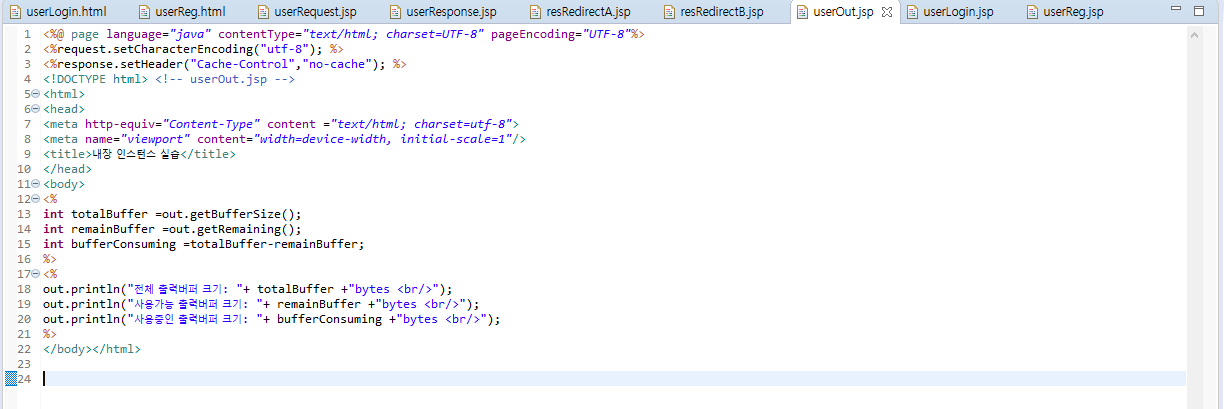 userLogin.html userReg.html userRequest.jsp userResponse.jsp resRedirectA.jsp resRedirectB.jsp userOut.jsp userLogin.jsp userReg.jsp
1 <%@ page language="java" contentType="text/html; charset=UTF-8" pageEncoding="UTF-8"%>
2 <%request.setCharacterEncoding("utf-8"); %>
3 <%response.setHeader("Cache-Control","no-cache"); %>
4 <!DOCTYPE html> <!-- userOut.jsp -->
5 <html>
6 <head>
7 <meta http-equiv="Content-Type" content ="text/html; charset=utf-8">
8 <meta name="viewport" content="width=device-width, initial-scale=1"/>
9 <title>내장 인스턴스 실습</title>
10 </head>
11 <body>
12 <%
13 int totalBuffer =out.getBufferSize();
14 int remainBuffer =out.getRemaining();
15 int bufferConsuming =totalBuffer-remainBuffer;
16 %>
17 <%
18 out.println("전체 출력버퍼 크기: "+ totalBuffer +"bytes <br/>");
19 out.println("사용가능 출력버퍼 크기: "+ remainBuffer +"bytes <br/>");
20 out.println("사용중인 출력버퍼 크기: "+ bufferConsuming +"bytes <br/>");
21 %>
22 </body></html>
23
24